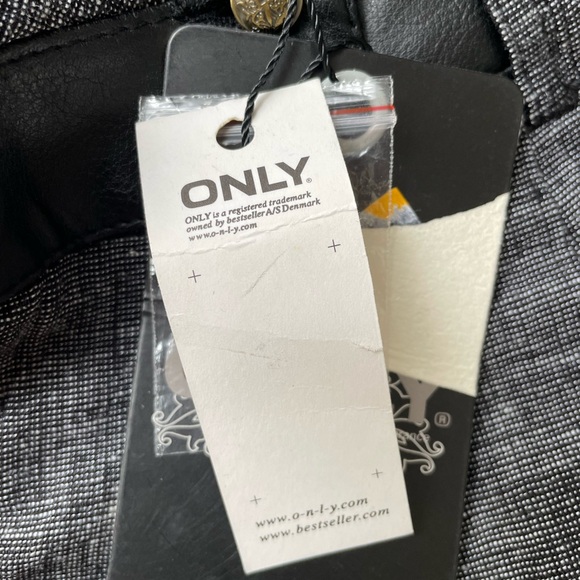 ONLY®
ONLY is a registered trademark
owned by bestseller A/S Denmark
www.o-n-l-y.com
Y ®
www.o-n-l-y.com
www.bestseller.com